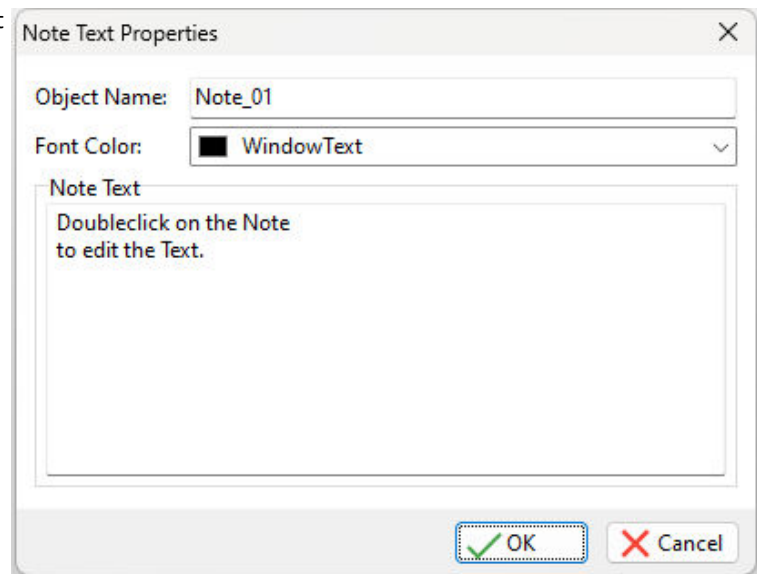 Note Text Properties
Object Name: Note_01
Font Color: WindowText
Note Text
Doubleclick on the Note
to edit the Text.
OK Cancel